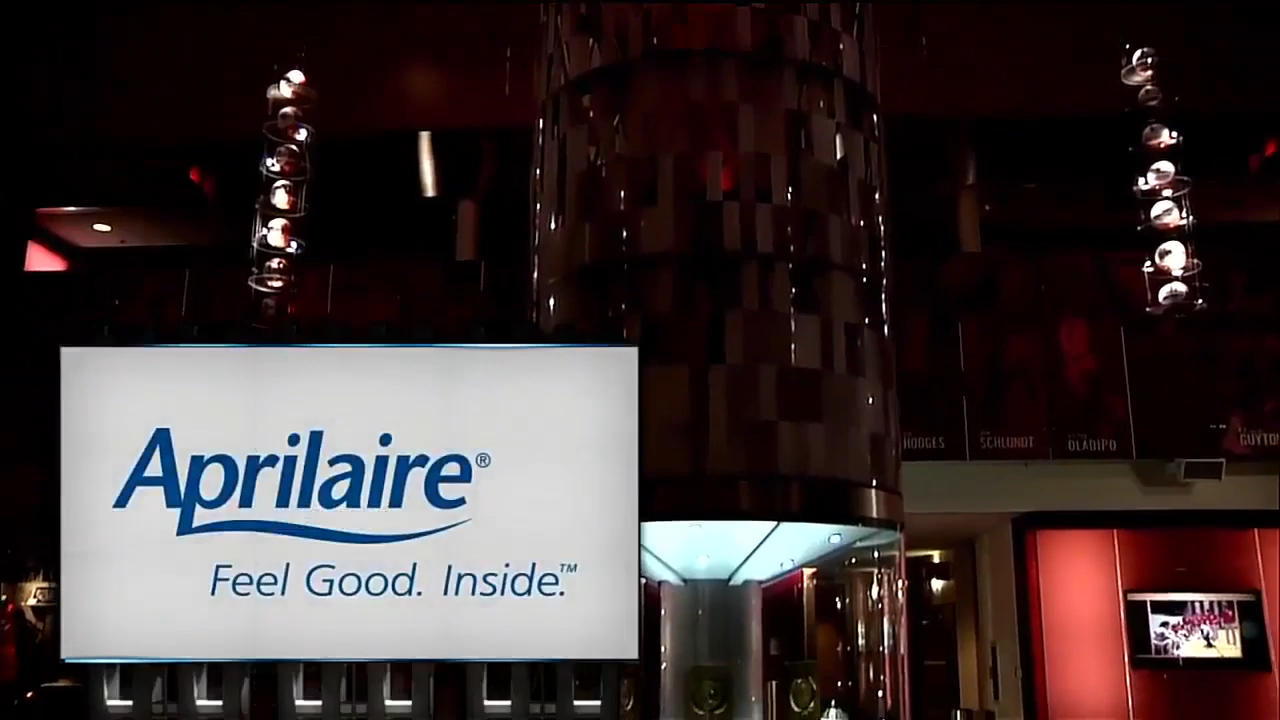 Aprilaire®
Feel Good. Inside.™
HODGES
SCHLUNDT
OLADIPO
GUYTON